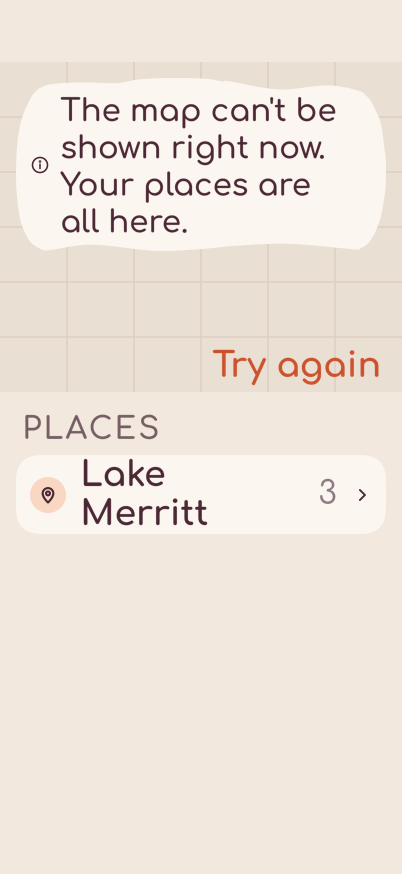 The map can't be
shown right now.
Your places are
all here.
Try again
PLACES
Lake
Merritt
3